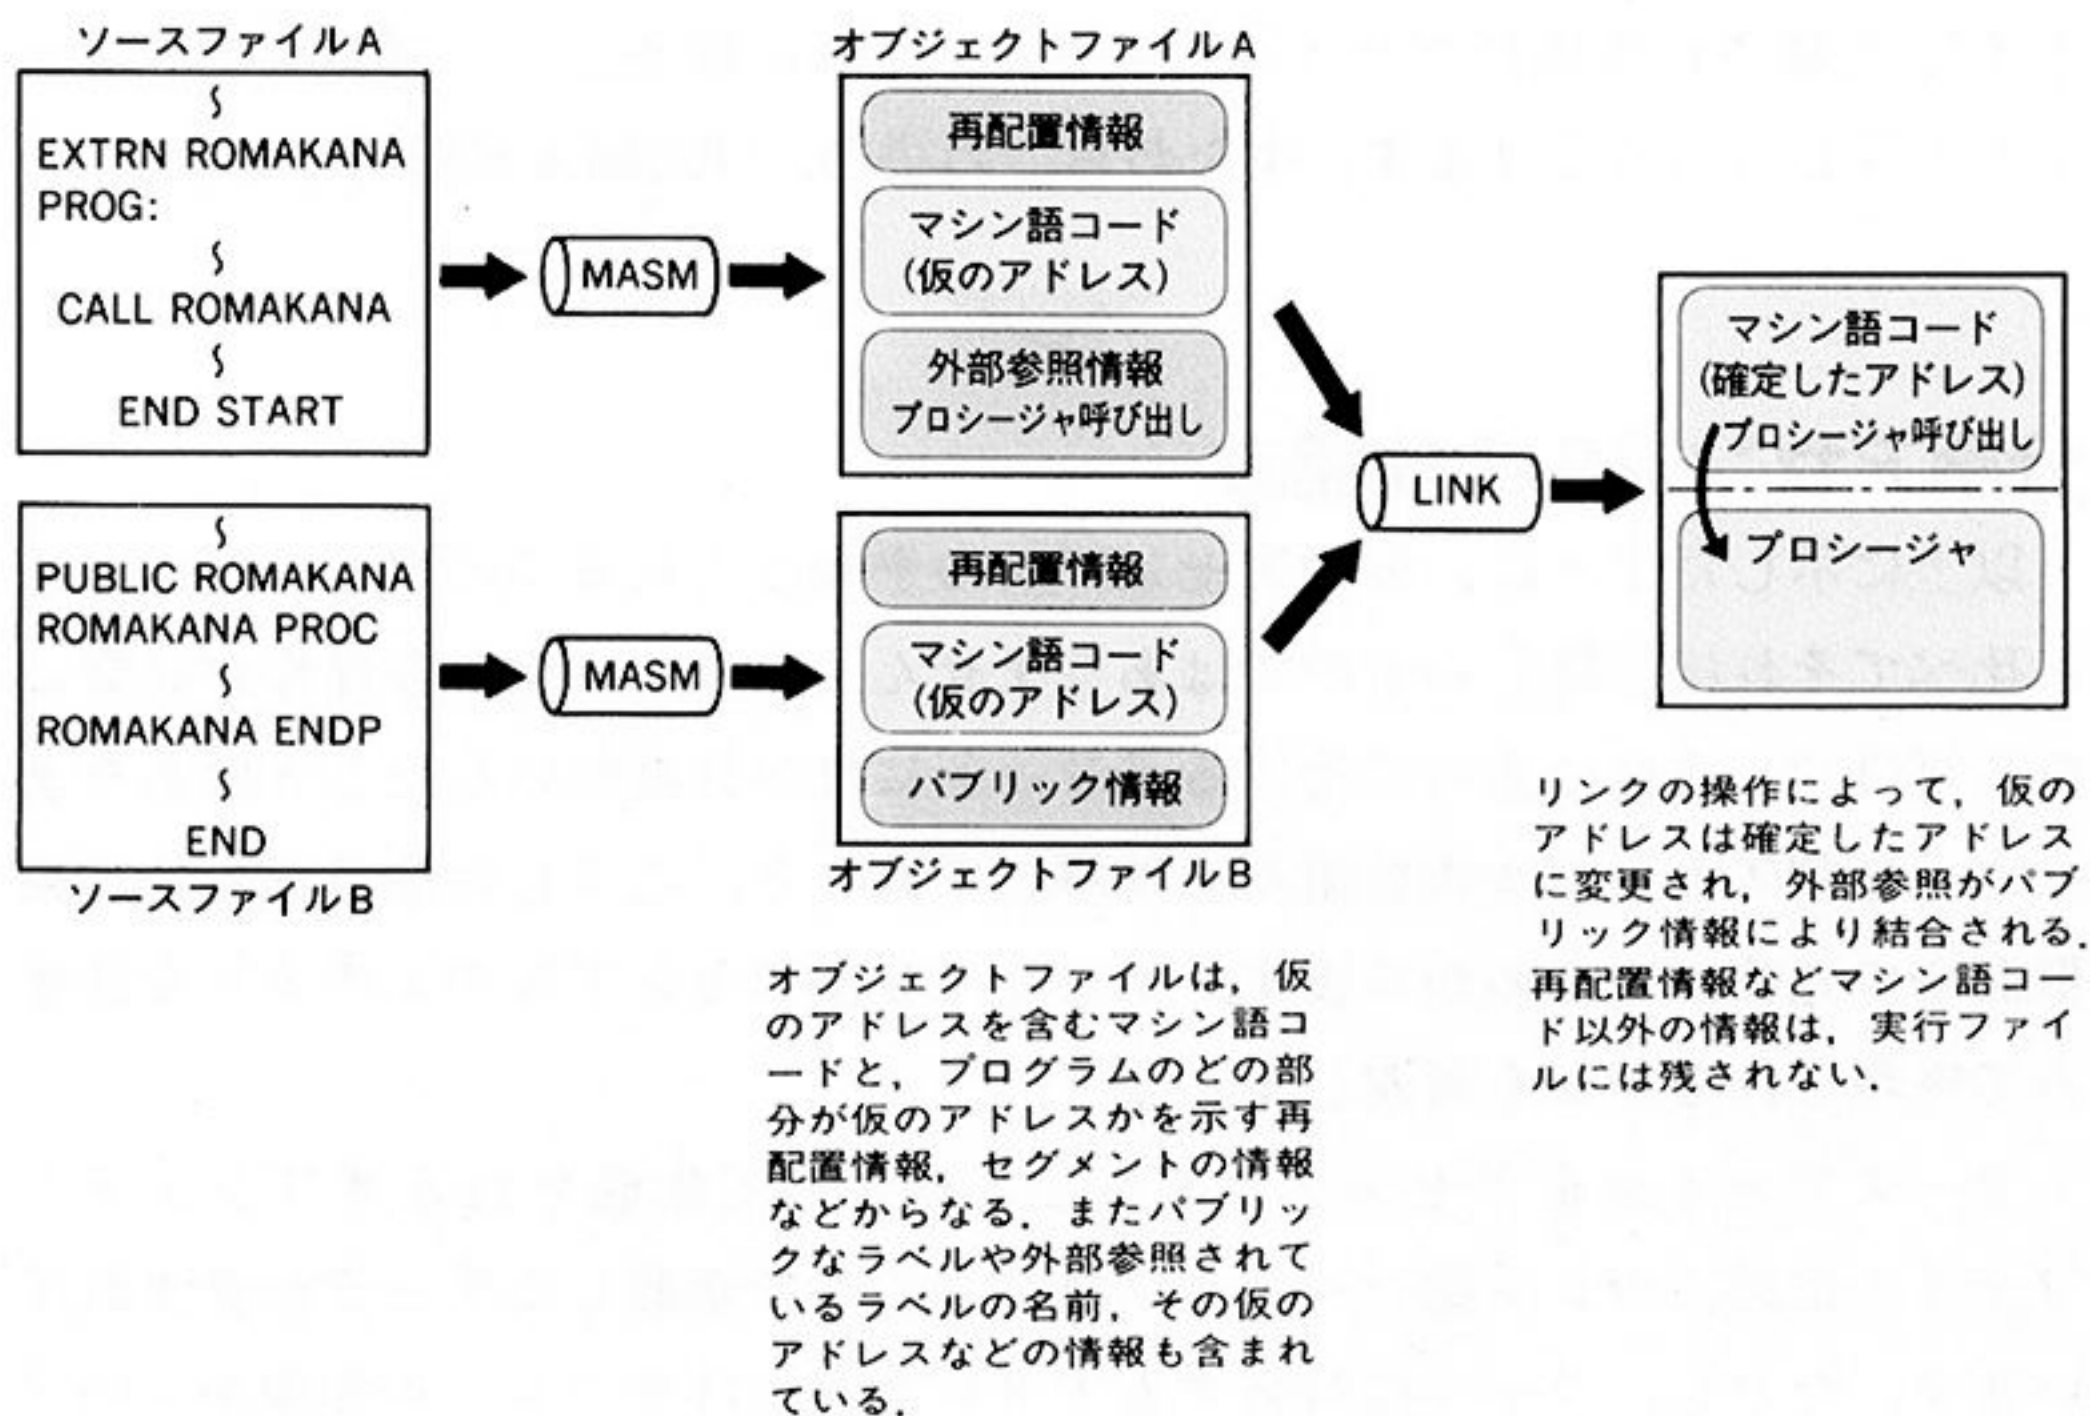 ソースファイルA
EXTRN ROMAKANA
PROG:
CALL ROMAKANA
END START
PUBLIC ROMAKANA
ROMAKANA PROC
ROMAKANA ENDP
END
ソースファイルB
MASM
MASM
オブジェクトファイルA
再配置情報
マシン語コード
(仮のアドレス)
外部参照情報
プロシージャ呼び出し
再配置情報
マシン語コード
(仮のアドレス)
パブリック情報
オブジェクトファイルB
LINK
マシン語コード
(確定したアドレス)
プロシージャ呼び出し
プロシージャ
オブジェクトファイルは，仮
のアドレスを含むマシン語コ
ードと，プログラムのどの部
分が仮のアドレスかを示す再
配置情報，セグメントの情報
などからなる．またパブリッ
クなラベルや外部参照されて
いるラベルの名前，その仮の
アドレスなどの情報も含まれ
ている．
リンクの操作によって，仮の
アドレスは確定したアドレス
に変更され，外部参照がパブ
リック情報により結合される．
再配置情報などマシン語コー
ド以外の情報は，実行ファイ
ルには残されない．